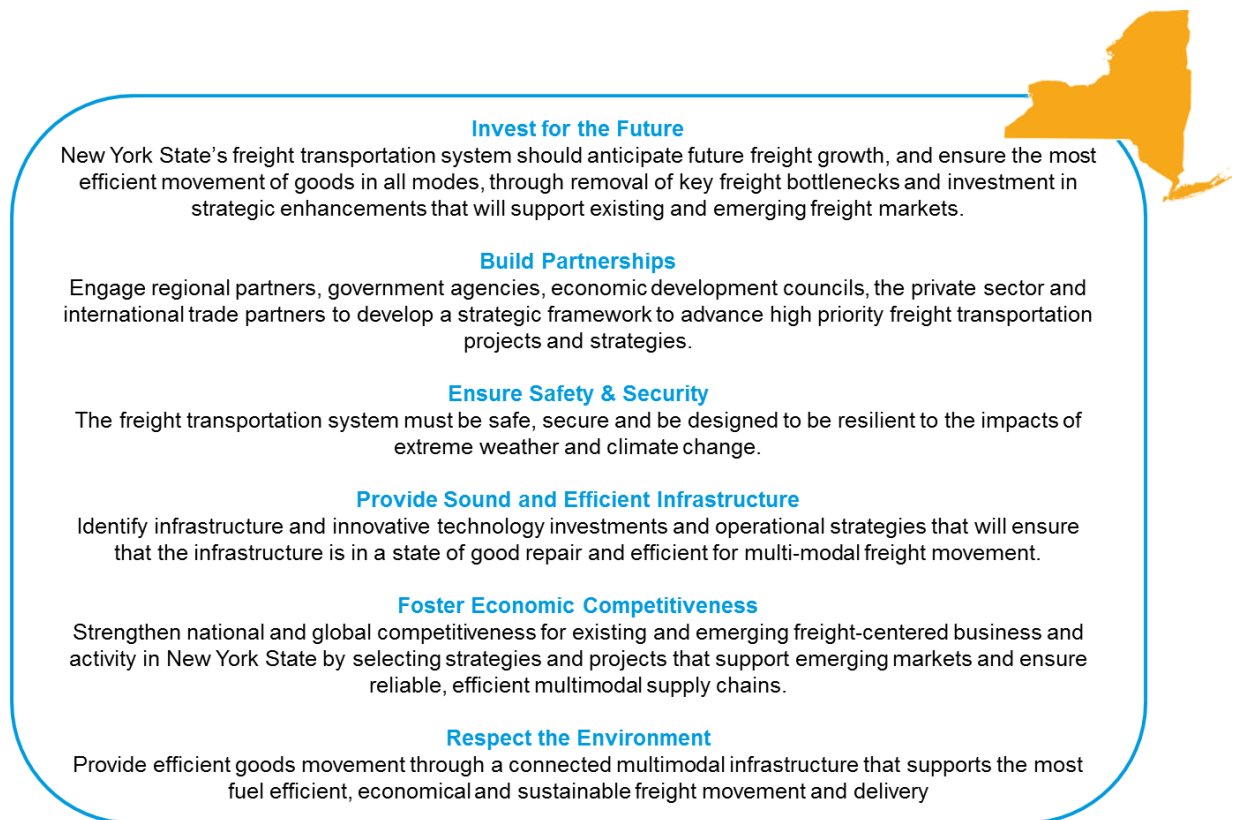 Invest for the Future
New York State's freight transportation system should anticipate future freight growth, and ensure the most
efficient movement of goods in all modes, through removal of key freight bottlenecks and investment in
strategic enhancements that will support existing and emerging freight markets.
Build Partnerships
Engage regional partners, government agencies, economic development councils, the private sector and
international trade partners to develop a strategic framework to advance high priority freight transportation
projects and strategies.
Ensure Safety & Security
The freight transportation system must be safe, secure and be designed to be resilient to the impacts of
extreme weather and climate change.
Provide Sound and Efficient Infrastructure
Identify infrastructure and innovative technology investments and operational strategies that will ensure
that the infrastructure is in a state of good repair and efficient for multi-modal freight movement.
Foster Economic Competitiveness
Strengthen national and global competitiveness for existing and emerging freight-centered business and
activity in New York State by selecting strategies and projects that support emerging markets and ensure
reliable, efficient multimodal supply chains.
Respect the Environment
Provide efficient goods movement through a connected multimodal infrastructure that supports the most
fuel efficient, economical and sustainable freight movement and delivery